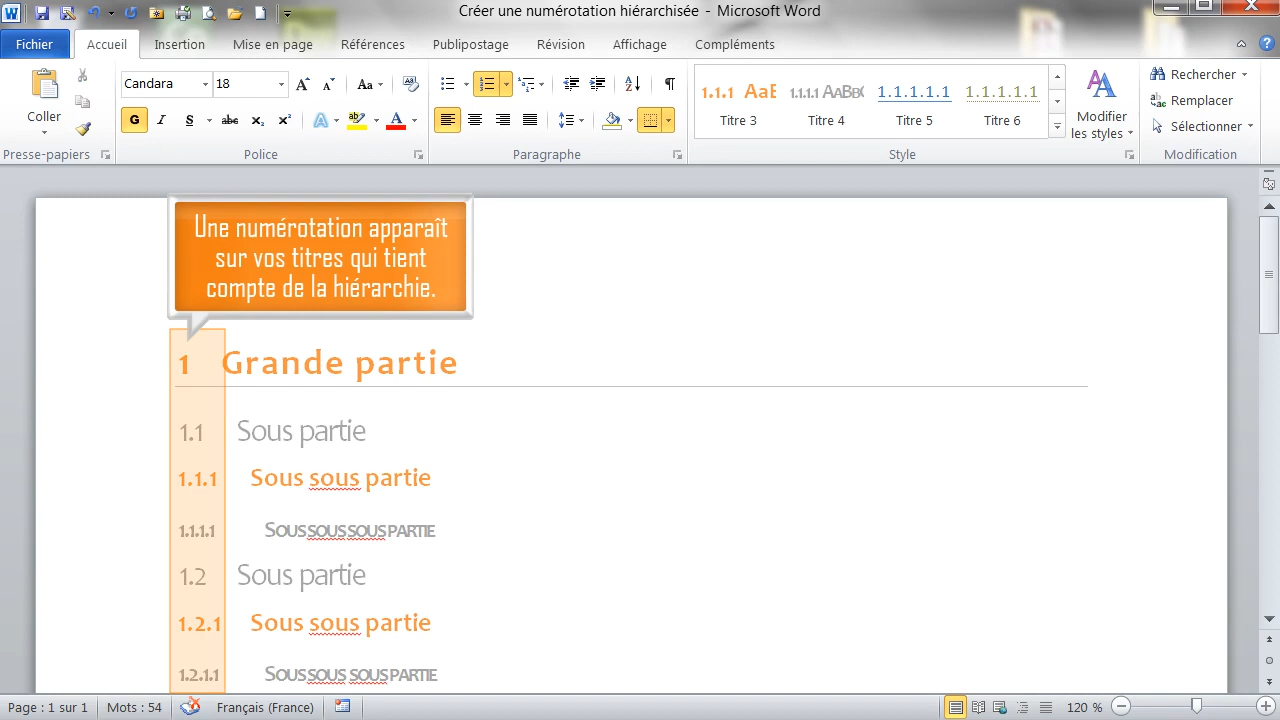 Créer une numérotation hiérarchisée - Microsoft Word
Fichier Accueil Insertion Mise en page Références Publipostage Révision Affichage Compléments
Candara 18
Coller
G I S abc X₂ X² A ab A
1.1.1 AaB 1.1.1.1 AABBC 1.1.1.1.1 1.1.1.1.1.1
Titre 3 Titre 4 Titre 5 Titre 6
Modifier les styles
Rechercher
Remplacer
Sélectionner
Presse-papiers Police Paragraphe Style Modification
Une numérotation apparaît
sur vos titres qui tient
compte de la hiérarchie.
1 Grande partie
1.1 Sous partie
1.1.1 Sous sous partie
1.1.1.1 SOUS SOUS SOUS PARTIE
1.2 Sous partie
1.2.1 Sous sous partie
1.2.1.1 SOUS SOUS SOUS PARTIE
Page : 1 sur 1 Mots : 54 Français (France) 120 %